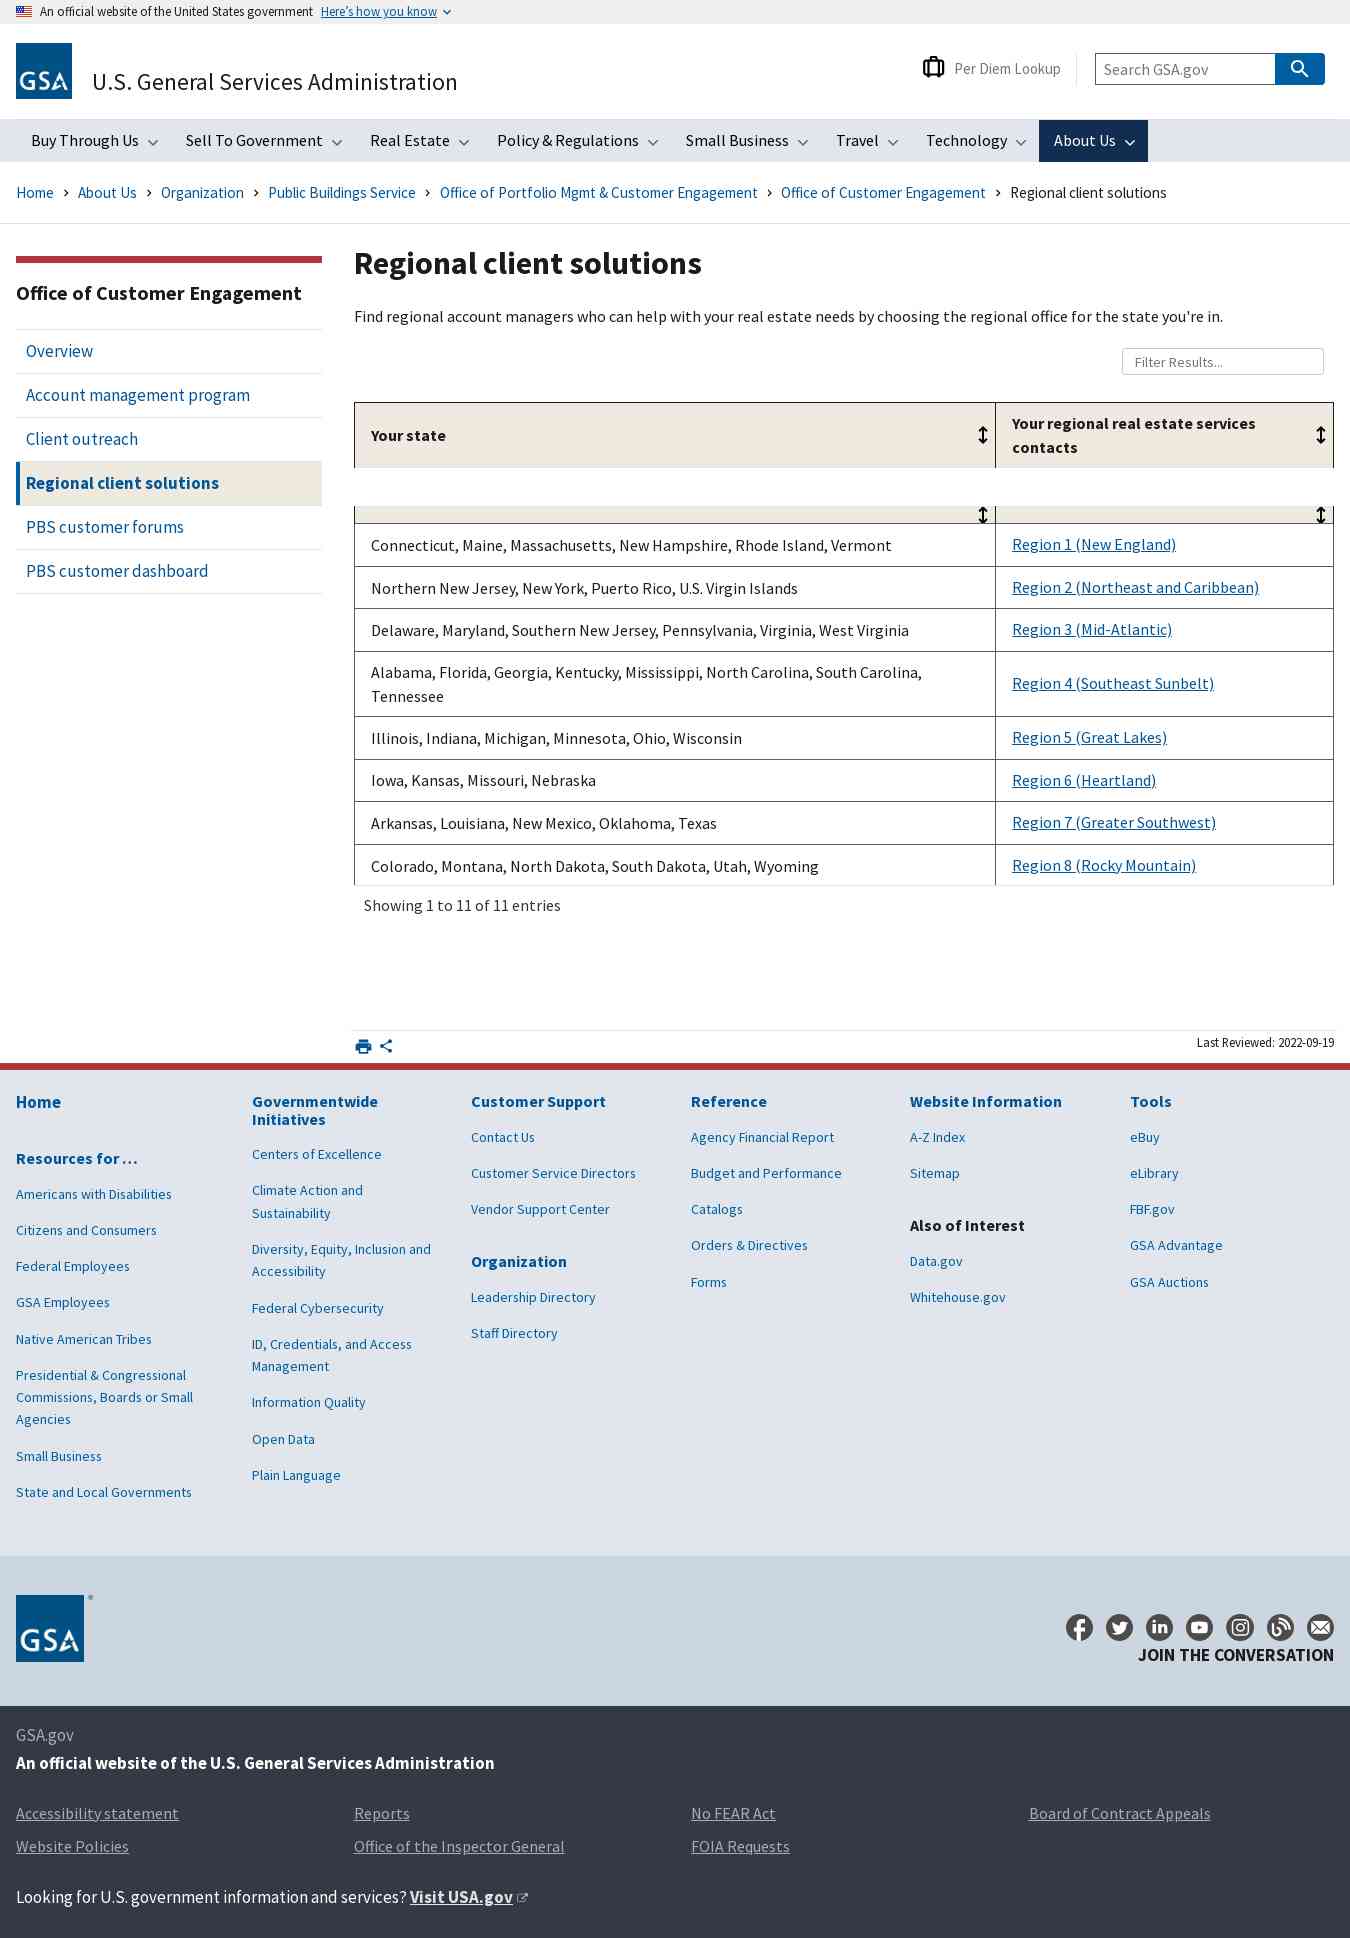 An official website of the United States government Here's how you know
GSA
U.S. General Services Administration
Per Diem Lookup
Search GSA.gov
Buy Through Us Sell To Government Real Estate Policy & Regulations Small Business Travel Technology About Us
Home > About Us > Organization > Public Buildings Service > Office of Portfolio Mgmt & Customer Engagement > Office of Customer Engagement > Regional client solutions
Office of Customer Engagement
Overview
Account management program
Client outreach
Regional client solutions
PBS customer forums
PBS customer dashboard
Regional client solutions
Find regional account managers who can help with your real estate needs by choosing the regional office for the state you're in.
Filter Results...
Your state
Your regional real estate services
contacts
Connecticut, Maine, Massachusetts, New Hampshire, Rhode Island, Vermont
Region 1 (New England)
Northern New Jersey, New York, Puerto Rico, U.S. Virgin Islands
Region 2 (Northeast and Caribbean)
Delaware, Maryland, Southern New Jersey, Pennsylvania, Virginia, West Virginia
Region 3 (Mid-Atlantic)
Alabama, Florida, Georgia, Kentucky, Mississippi, North Carolina, South Carolina,
Tennessee
Region 4 (Southeast Sunbelt)
Illinois, Indiana, Michigan, Minnesota, Ohio, Wisconsin
Region 5 (Great Lakes)
Iowa, Kansas, Missouri, Nebraska
Region 6 (Heartland)
Arkansas, Louisiana, New Mexico, Oklahoma, Texas
Region 7 (Greater Southwest)
Colorado, Montana, North Dakota, South Dakota, Utah, Wyoming
Region 8 (Rocky Mountain)
Showing 1 to 11 of 11 entries
Last Reviewed: 2022-09-19
Home
Resources for …
Americans with Disabilities
Citizens and Consumers
Federal Employees
GSA Employees
Native American Tribes
Presidential & Congressional
Commissions, Boards or Small
Agencies
Small Business
State and Local Governments
Governmentwide
Initiatives
Centers of Excellence
Climate Action and
Sustainability
Diversity, Equity, Inclusion and
Accessibility
Federal Cybersecurity
ID, Credentials, and Access
Management
Information Quality
Open Data
Plain Language
Customer Support
Contact Us
Customer Service Directors
Vendor Support Center
Organization
Leadership Directory
Staff Directory
Reference
Agency Financial Report
Budget and Performance
Catalogs
Orders & Directives
Forms
Website Information
A-Z Index
Sitemap
Also of Interest
Data.gov
Whitehouse.gov
Tools
eBuy
eLibrary
FBF.gov
GSA Advantage
GSA Auctions
GSA
JOIN THE CONVERSATION
GSA.gov
An official website of the U.S. General Services Administration
Accessibility statement
Reports
No FEAR Act
Board of Contract Appeals
Website Policies
Office of the Inspector General
FOIA Requests
Looking for U.S. government information and services? Visit USA.gov